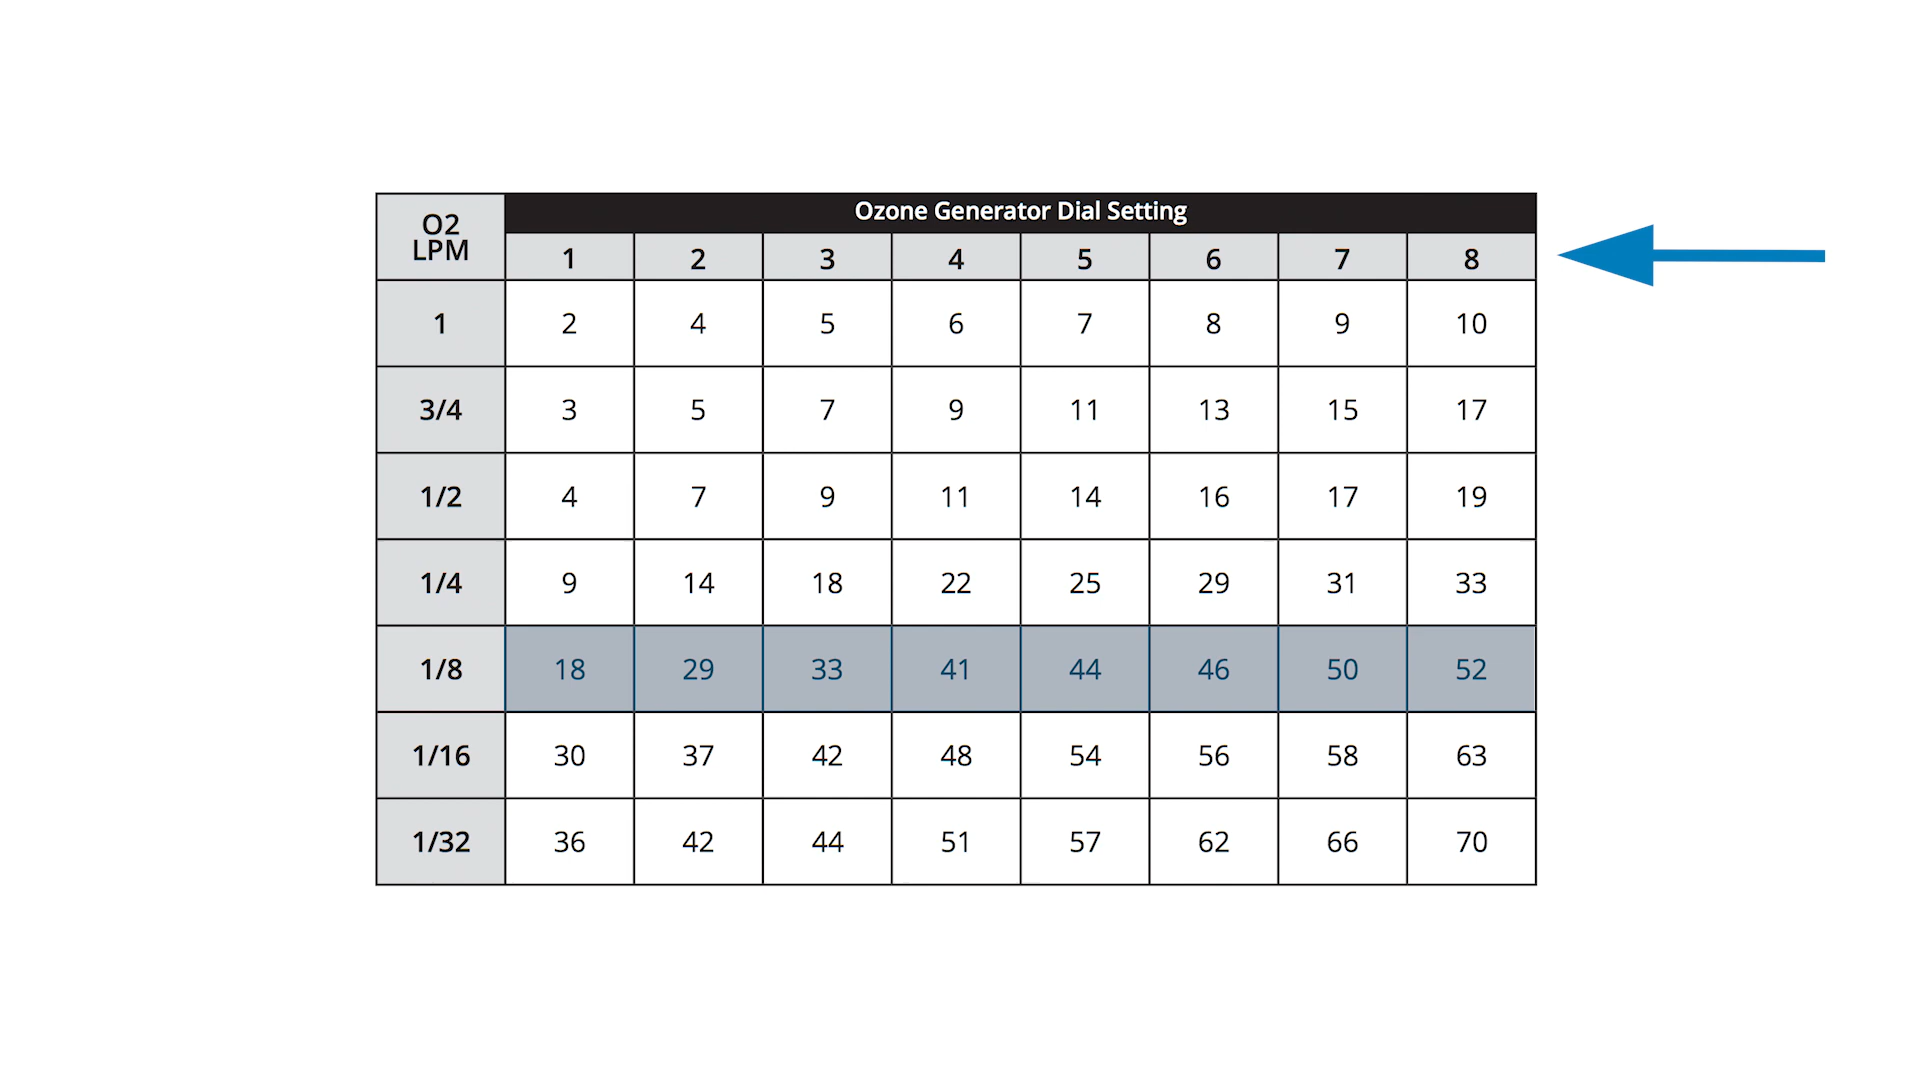 O2
LPM
Ozone Generator Dial Setting
1 2 3 4 5 6 7 8
1 2 4 5 6 7 8 9 10
3/4 3 5 7 9 11 13 15 17
1/2 4 7 9 11 14 16 17 19
1/4 9 14 18 22 25 29 31 33
1/8 18 29 33 41 44 46 50 52
1/16 30 37 42 48 54 56 58 63
1/32 36 42 44 51 57 62 66 70